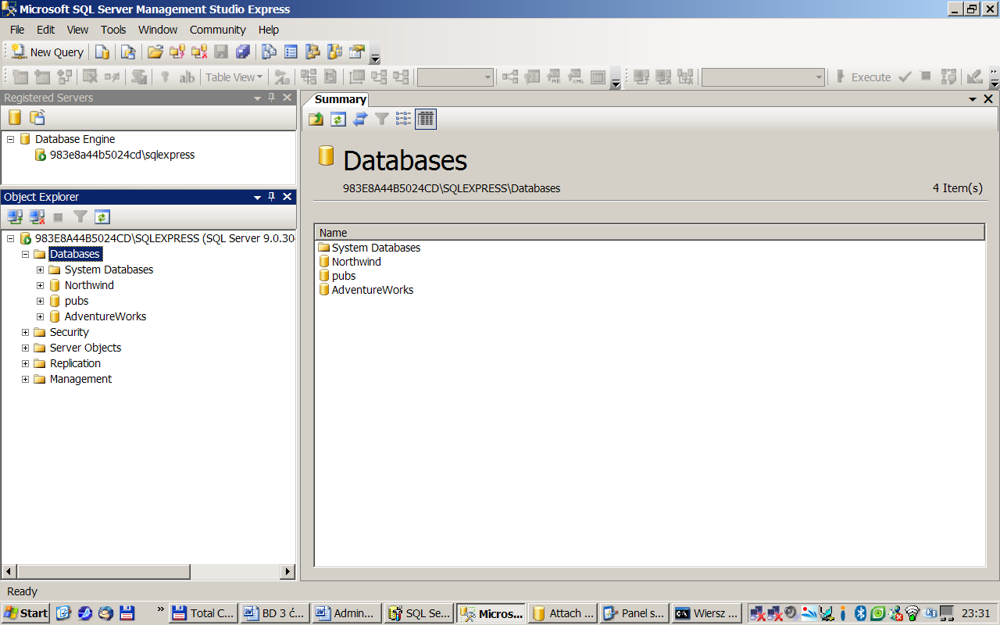 Microsoft SQL Server Management Studio Express
File Edit View Tools Window Community Help
New Query
Table View
Execute
Registered Servers
Database Engine
983e8a44b5024cd\sqlexpress
Object Explorer
983E8A44B5024CD\SQLEXPRESS (SQL Server 9.0.30
Databases
System Databases
Northwind
pubs
AdventureWorks
Security
Server Objects
Replication
Management
Summary
Databases
983E8A44B5024CD\SQLEXPRESS\Databases
4 Item(s)
Name
System Databases
Northwind
pubs
AdventureWorks
Ready
Start
Total C...
BD 3 ć...
Admin...
SQL Se...
Micros...
Attach ...
Panel s...
Wiersz ...
23:31